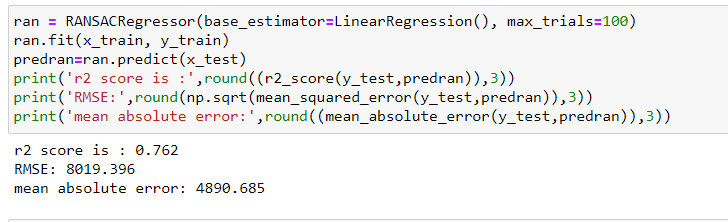 ran = RANSACRegressor(base_estimator=LinearRegression(), max_trials=100)
ran.fit(x_train, y_train)
predran=ran.predict(x_test)
print('r2 score is :',round((r2_score(y_test,predran)),3))
print('RMSE:',round(np.sqrt(mean_squared_error(y_test,predran)),3))
print('mean absolute error:',round((mean_absolute_error(y_test,predran)),3))
r2 score is : 0.762
RMSE: 8019.396
mean absolute error: 4890.685